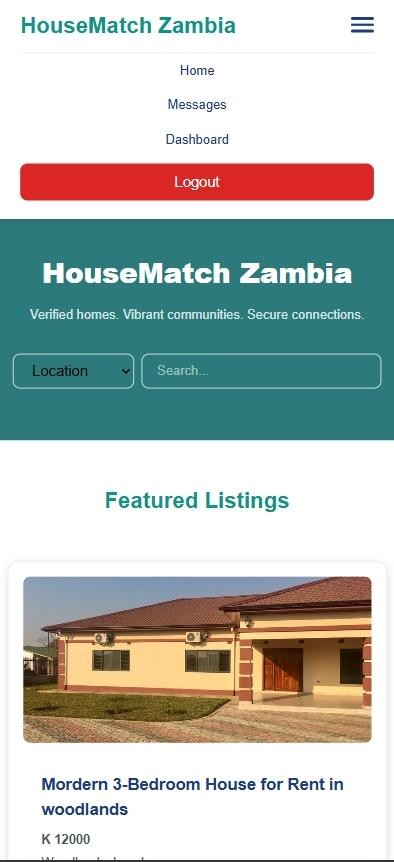 HouseMatch Zambia
Home
Messages
Dashboard
Logout
HouseMatch Zambia
Verified homes. Vibrant communities. Secure connections.
Location
Search...
Featured Listings
Mordern 3-Bedroom House for Rent in
woodlands
K 12000